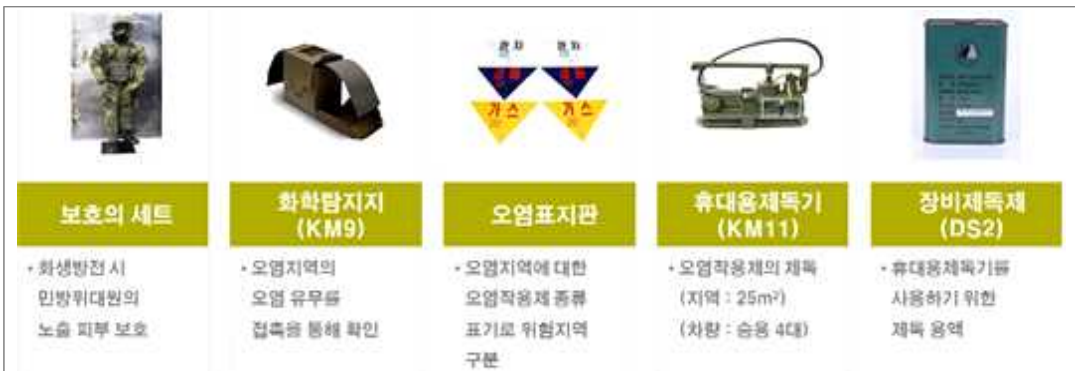 가스
가스
보호의 세트
화학탐지지
(KM9)
오염표지판
휴대용제독기
(KM11)
장비제독제
(DS2)
• 화생방전 시
민방위대원의
노출 피부 보호
• 오염지역의
오염 유무를
접촉을 통해 확인
• 오염지역에 대한
오염작용제 종류
표기로 위험지역
구분
• 오염작용제의 제독
(지역 : 25m²)
(차량 : 승용 4대)
• 휴대용제독기를
사용하기 위한
제독 용액